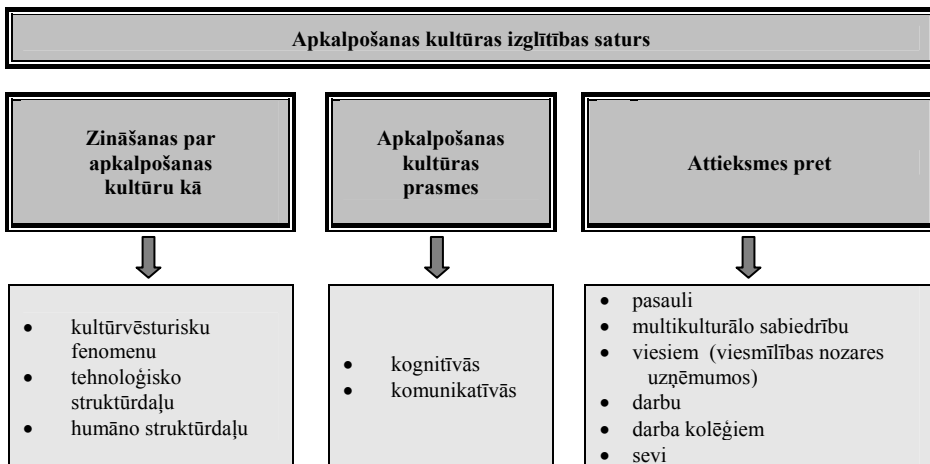 Apkalpošanas kultūras izglītības saturs
Zināšanas par
apkalpošanas
kultūru kā
Apkalpošanas
kultūras
prasmes
Attieksmes pret
• kultūrvēsturisku
fenomenu
• tehnoloģisko
struktūrdaļu
• humāno struktūrdaļu
• kognitīvās
• komunikatīvās
• pasauli
• multikulturālo sabiedrību
• viesiem (viesmīlības nozares
uzņēmumos)
• darbu
• darba kolēģiem
• sevi